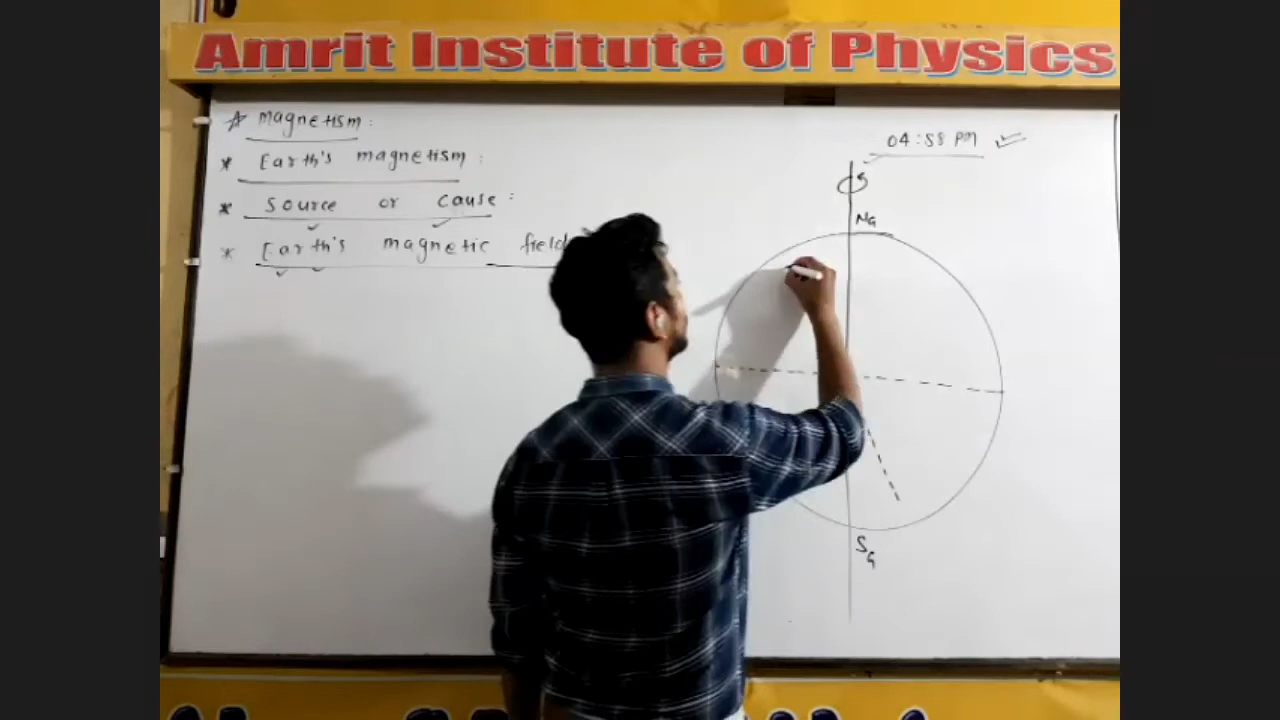 Amrit Institute of Physics
magnetism:
Earth's magnetism:
source or cause:
Earth's magnetic field
04:58 PM
NG
SG